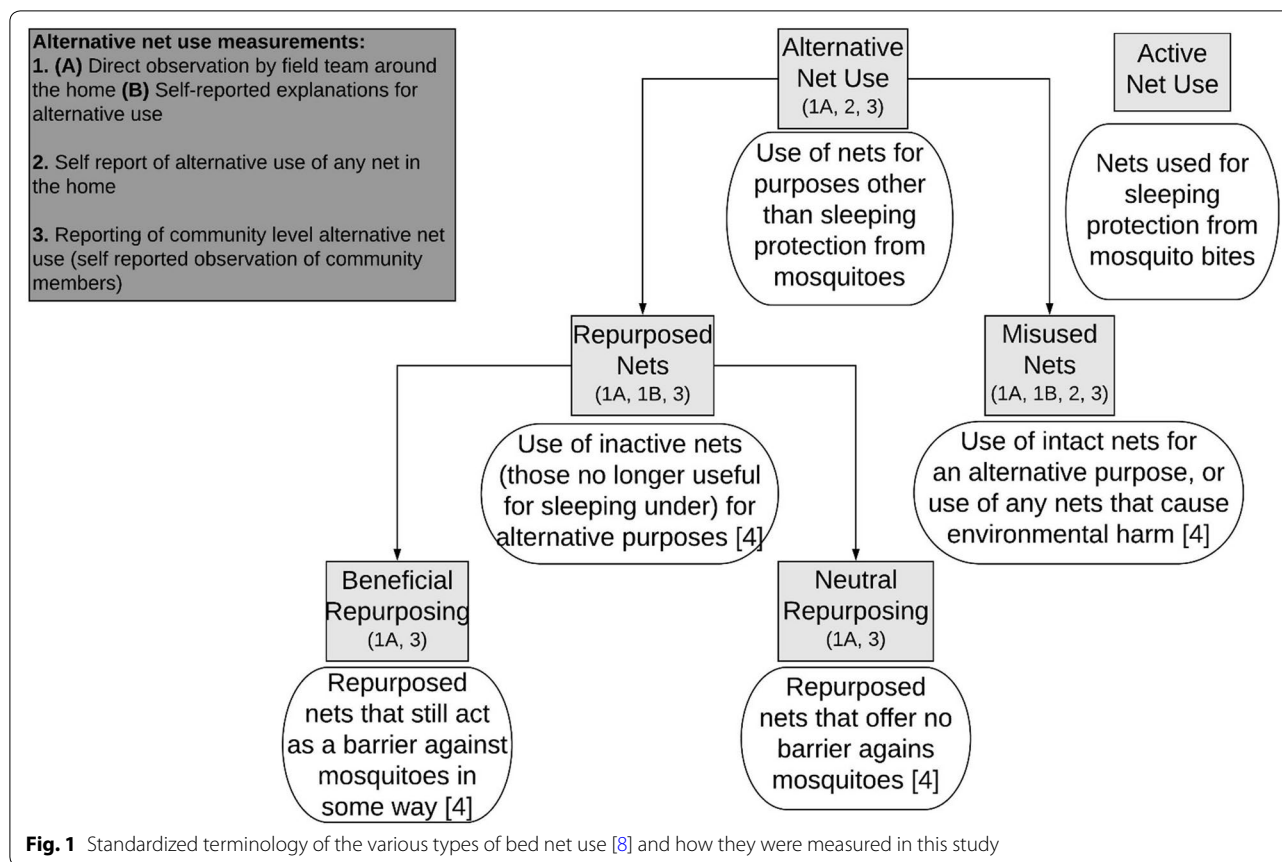 Alternative net use measurements:
1. (A) Direct observation by field team around
the home (B) Self-reported explanations for
alternative use
2. Self report of alternative use of any net in
the home
3. Reporting of community level alternative net
use (self reported observation of community
members)
Alternative
Net Use
(1A, 2, 3)
Use of nets for
purposes other
than sleeping
protection from
mosquitoes
Active
Net Use
Nets used for
sleeping
protection from
mosquito bites
Repurposed
Nets
(1A, 1B, 3)
Use of inactive nets
(those no longer useful
for sleeping under) for
alternative purposes [4]
Misused
Nets
(1A, 1B, 2, 3)
Use of intact nets for
an alternative purpose, or
use of any nets that cause
environmental harm [4]
Beneficial
Repurposing
(1A, 3)
Repurposed
nets that still act
as a barrier against
mosquitoes in
some way [4]
Neutral
Repurposing
(1A, 3)
Repurposed
nets that offer no
barrier agains
mosquitoes [4]
Fig. 1 Standardized terminology of the various types of bed net use [8] and how they were measured in this study